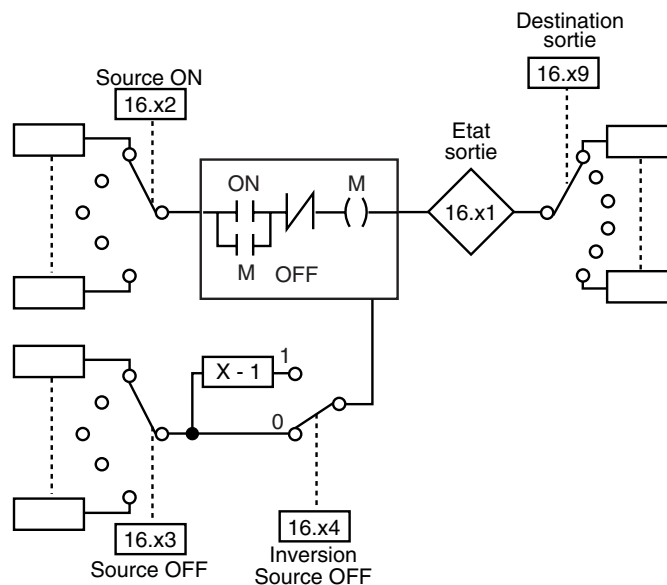 Destination
sortie
16.x9
Source ON
16.x2
Etat
sortie
16.x1
ON
M
M
OFF
X - 1
1
0
16.x3
Source OFF
16.x4
Inversion
Source OFF